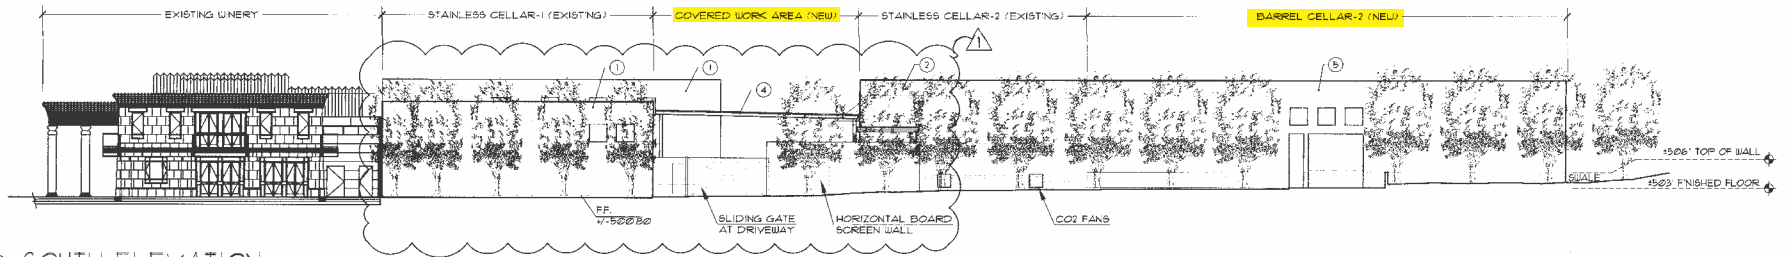 EXISTING WINERY
STAINLESS CELLAR-1 (EXISTING)
COVERED WORK AREA (NEW)
STAINLESS CELLAR-2 (EXISTING)
BARREL CELLAR-2 (NEW)
1
1
1
2
4
5
±506' TOP OF WALL
SWALE
±503' FINISHED FLOOR
F.F.
+/-500.80
SLIDING GATE
AT DRIVEWAY
HORIZONTAL BOARD
SCREEN WALL
CO2 FANS
SOUTH ELEVATION